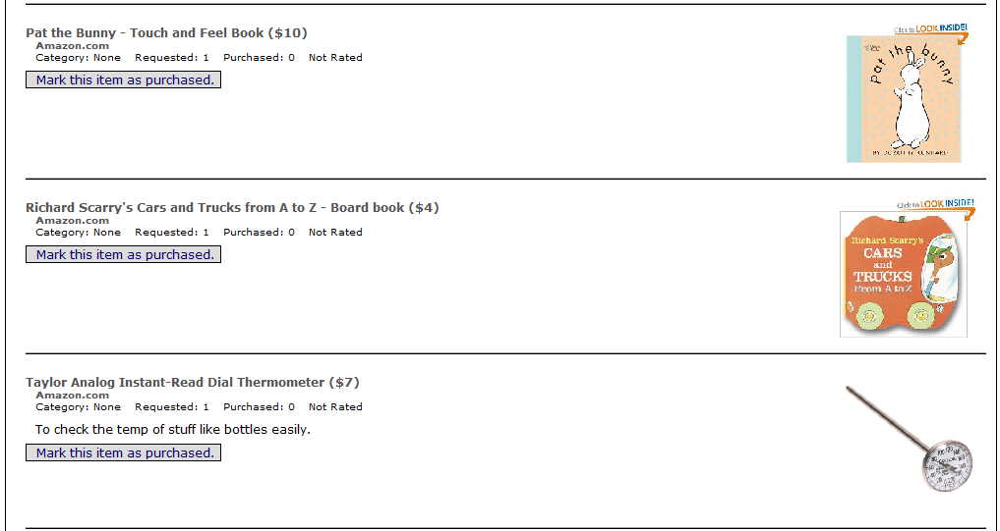 Pat the Bunny - Touch and Feel Book ($10)
Amazon.com
Category: None Requested: 1 Purchased: 0 Not Rated
Mark this item as purchased.
Click to LOOK INSIDE!
Pat the bunny
BY DOROTHY KUNHARDT
Richard Scarry's Cars and Trucks from A to Z - Board book ($4)
Amazon.com
Category: None Requested: 1 Purchased: 0 Not Rated
Mark this item as purchased.
Click to LOOK INSIDE!
Richard Scarry's
CARS
and
TRUCKS
From A to Z
Taylor Analog Instant-Read Dial Thermometer ($7)
Amazon.com
Category: None Requested: 1 Purchased: 0 Not Rated
To check the temp of stuff like bottles easily.
Mark this item as purchased.